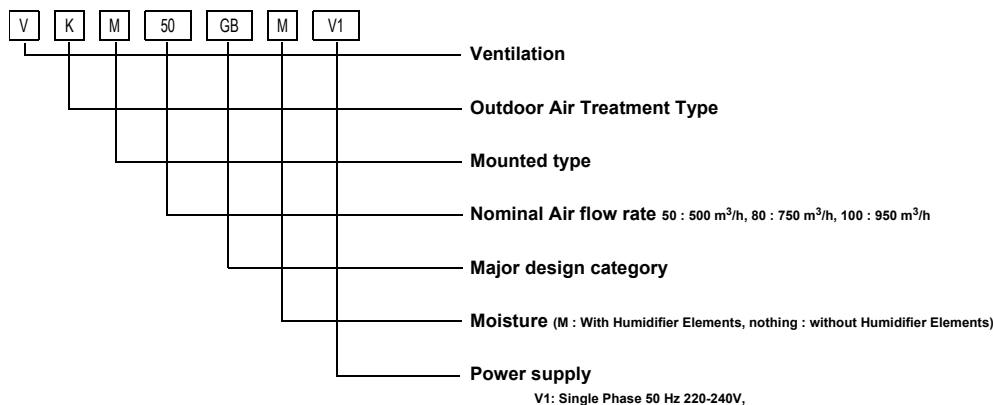 V K M 50 GB M V1
Ventilation
Outdoor Air Treatment Type
Mounted type
Nominal Air flow rate 50 : 500 m³/h, 80 : 750 m³/h, 100 : 950 m³/h
Major design category
Moisture (M : With Humidifier Elements, nothing : without Humidifier Elements)
Power supply
V1: Single Phase 50 Hz 220-240V,